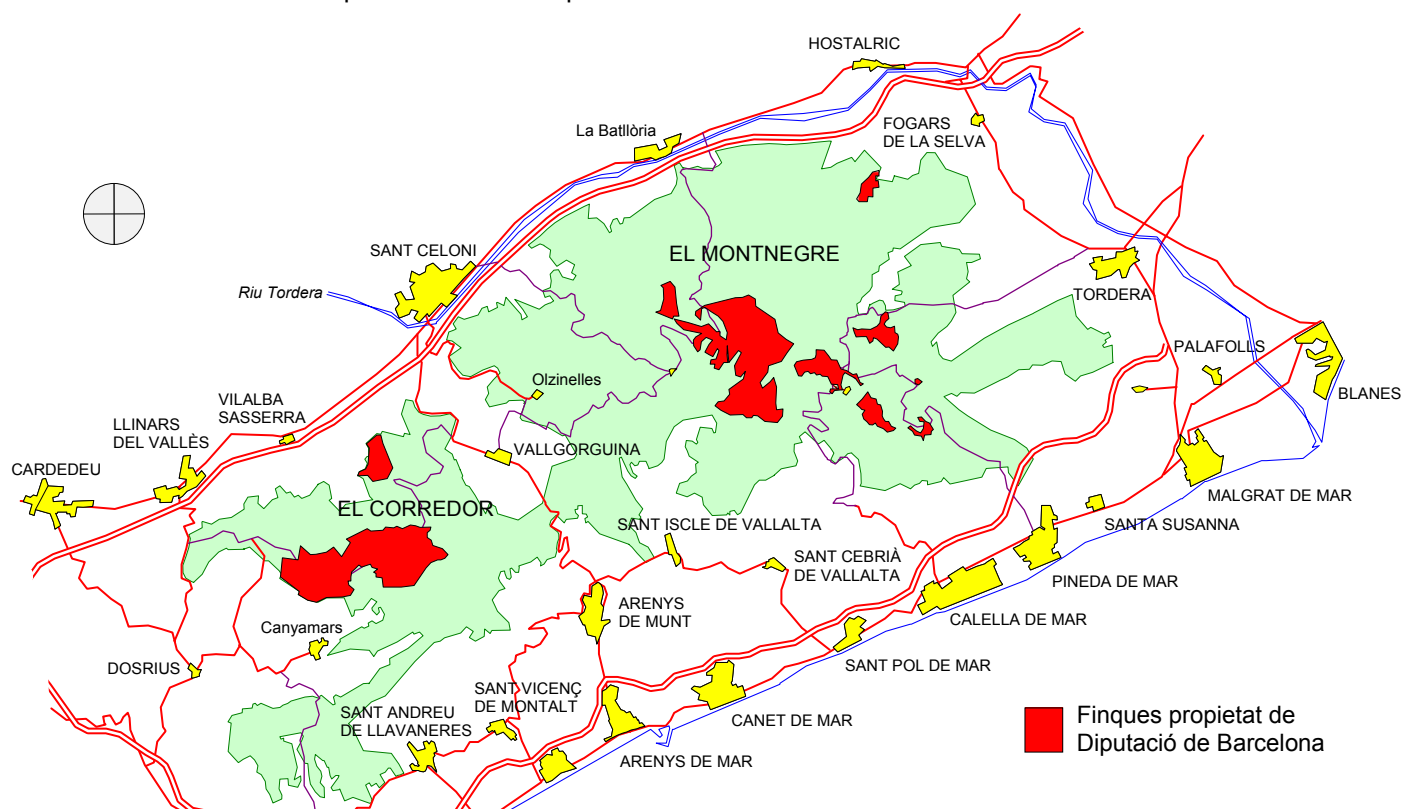 HOSTALRIC
La Batllòria
FOGARS
DE LA SELVA
SANT CELONI
EL MONTNEGRE
Riu Tordera
TORDERA
PALAFOLLS
BLANES
Olzinelles
VILALBA
SASSERRA
LLINARS
DEL VALLÈS
CARDEDEU
VALLGORGUINA
EL CORREDOR
MALGRAT DE MAR
SANTA SUSANNA
SANT ISCLE DE VALLALTA
SANT CEBRIÀ
DE VALLALTA
PINEDA DE MAR
CALELLA DE MAR
ARENYS
DE MUNT
Canyamars
DOSRIUS
SANT POL DE MAR
SANT VICENÇ
DE MONTALT
SANT ANDREU
DE LLAVANERES
CANET DE MAR
ARENYS DE MAR
Finques propietat de
Diputació de Barcelona